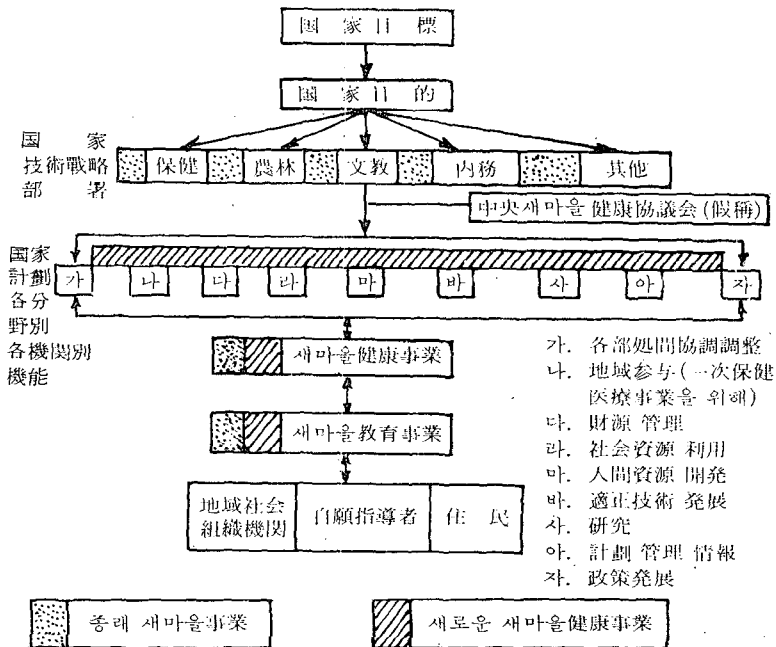 国家目標
国家目的
国家
技術戰略
部署
保健 農林 文教 内務 其他
中央새마을健康協議会(假稱)
国家
計劃
各分
野別
各機関別
機能
가 나 다 라 마 바 사 아 자
새마을健康事業
새마을教育事業
地域社会
組織機関
自願指導者
住民
가. 各部処間協調調整
나. 地域参与(一次保健
医療事業을 위해)
다. 財源 管理
라. 社会資源 利用
마. 人間資源 開発
바. 適正技術 発展
사. 研究
아. 計劃 管理 情報
자. 政策発展
종래 새마을事業
새로운 새마을健康事業